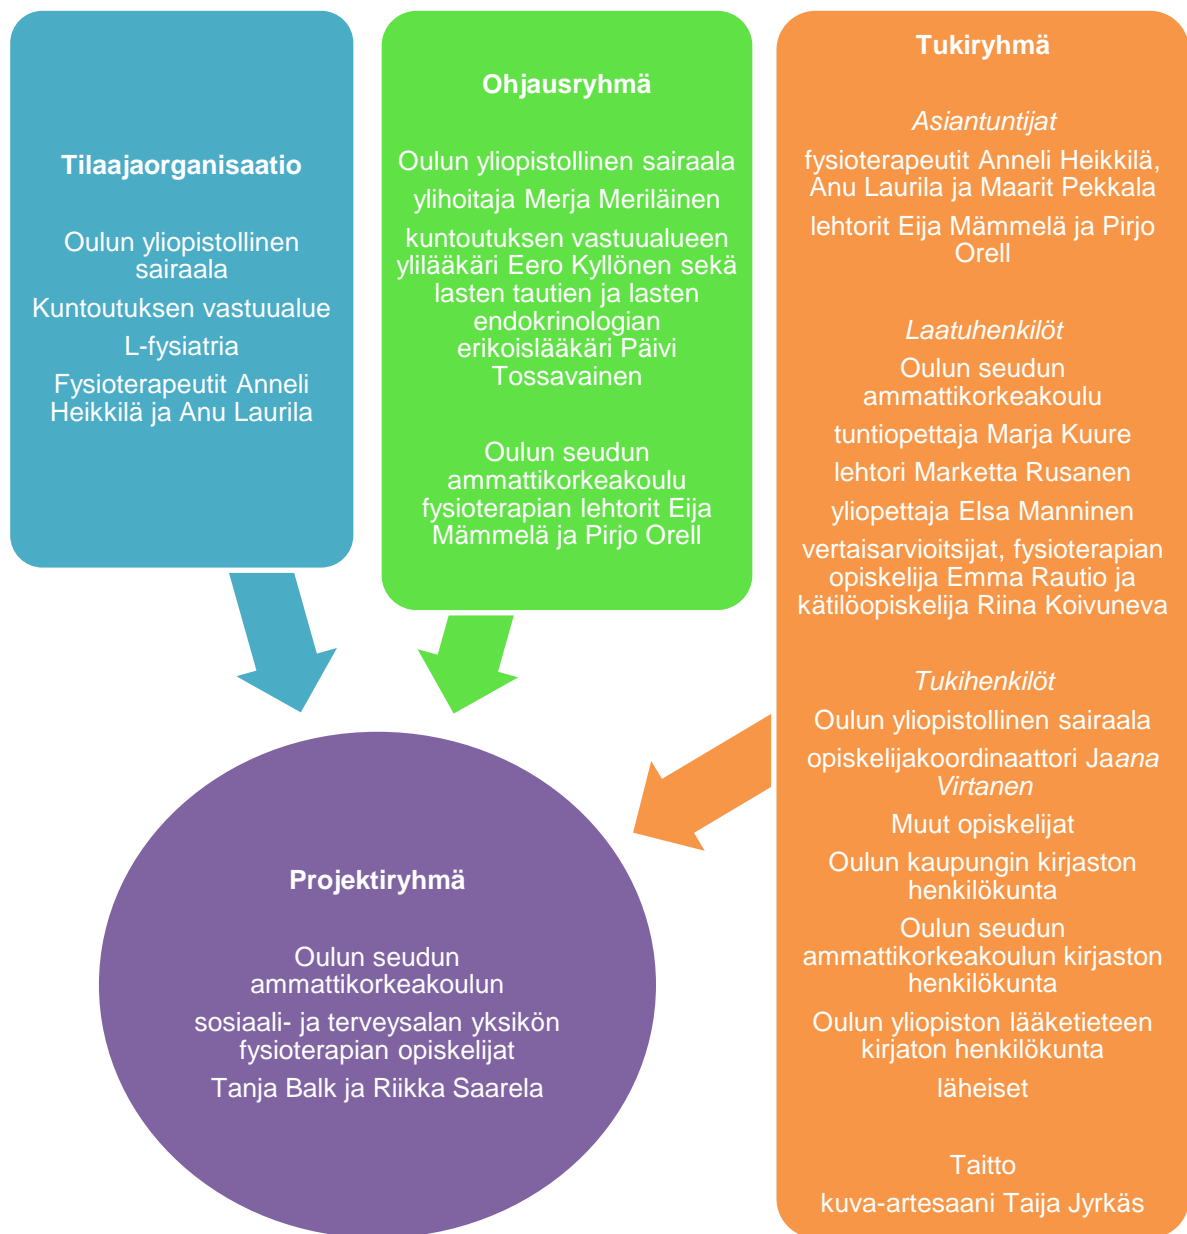 Tilaajaorganisaatio
Oulun yliopistollinen
sairaala
Kuntoutuksen vastuualue
L-fysiatria
Fysioterapeutit Anneli
Heikkilä ja Anu Laurila
Ohjausryhmä
Oulun yliopistollinen sairaala
ylihoitaja Merja Meriläinen
kuntoutuksen vastuualueen
ylilääkäri Eero Kyllönen sekä
lasten tautien ja lasten
endokrinologian
erikoislääkäri Päivi
Tossavainen
Oulun seudun
ammattikorkeakoulu
fysioterapian lehtorit Eija
Mämmelä ja Pirjo Orell
Tukiryhmä
Asiantuntijat
fysioterapeutit Anneli Heikkilä,
Anu Laurila ja Maarit Pekkala
lehtorit Eija Mämmelä ja Pirjo
Orell
Laatuhenkilöt
Oulun seudun
ammattikorkeakoulu
tuntiopettaja Marja Kuure
lehtori Marketta Rusanen
yliopettaja Elsa Manninen
vertaisarvioitsijat, fysioterapian
opiskelija Emma Rautio ja
kätilöopiskelija Riina Koivuneva
Tukihenkilöt
Oulun yliopistollinen sairaala
opiskelijakoordinaattori Jaana
Virtanen
Muut opiskelijat
Oulun kaupungin kirjaston
henkilökunta
Oulun seudun
ammattikorkeakoulun kirjaston
henkilökunta
Oulun yliopiston lääketieteen
kirjaton henkilökunta
läheiset
Taitto
kuva-artesaani Taija Jyrkäs
Projektiryhmä
Oulun seudun
ammattikorkeakoulun
sosiaali- ja terveysalan yksikön
fysioterapian opiskelijat
Tanja Balk ja Riikka Saarela